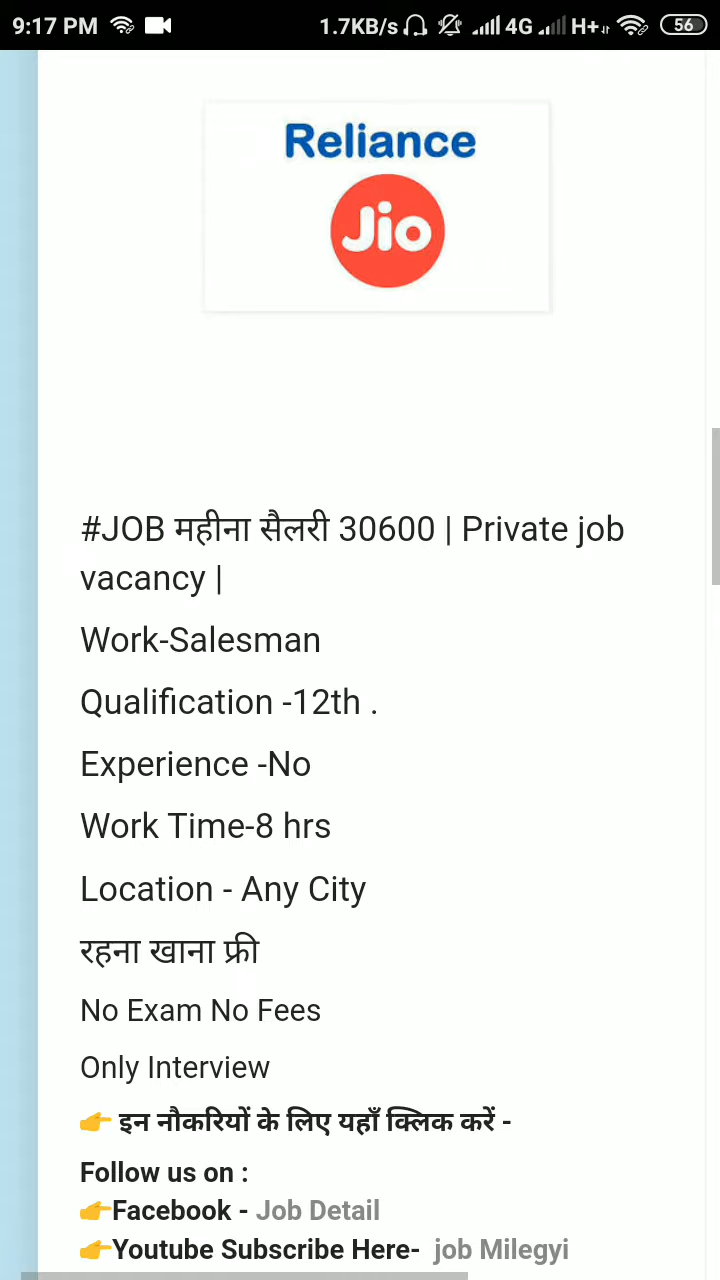 9:17 PM 1.7KB/s 4G H+ 56
Reliance
Jio
#JOB महीना सैलरी 30600 | Private job
vacancy |
Work-Salesman
Qualification -12th .
Experience -No
Work Time-8 hrs
Location - Any City
रहना खाना फ्री
No Exam No Fees
Only Interview
👉 इन नौकरियों के लिए यहाँ क्लिक करें -
Follow us on :
👉Facebook - Job Detail
👉Youtube Subscribe Here- job Milegyi